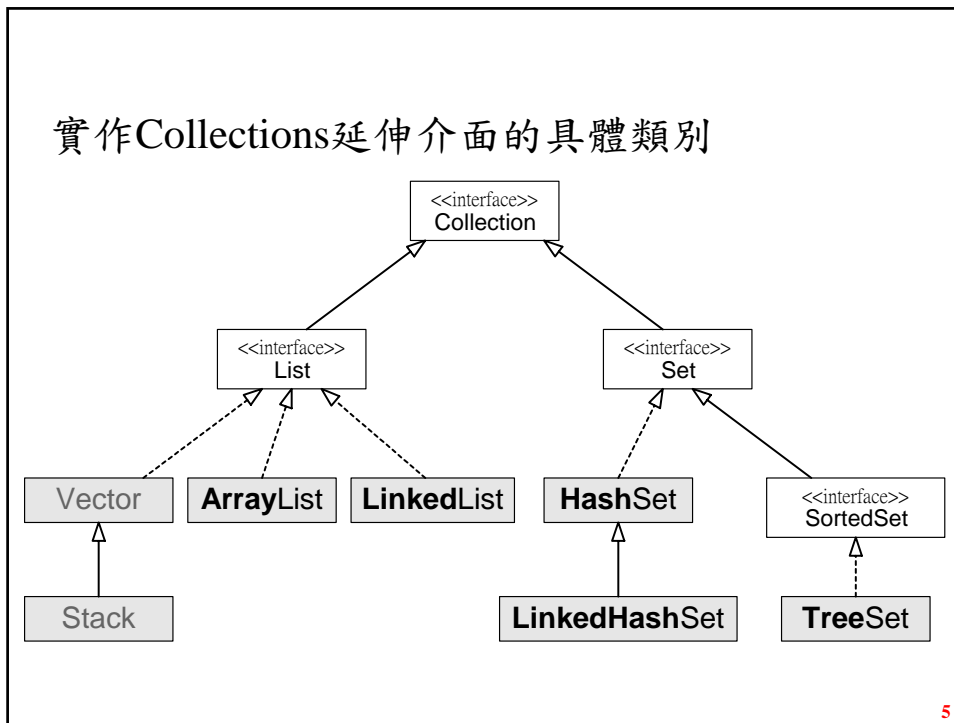 實作Collections延伸介面的具體類別
<<interface>>
Collection
<<interface>>
List
<<interface>>
Set
Vector
ArrayList
LinkedList
HashSet
<<interface>>
SortedSet
Stack
LinkedHashSet
TreeSet
5